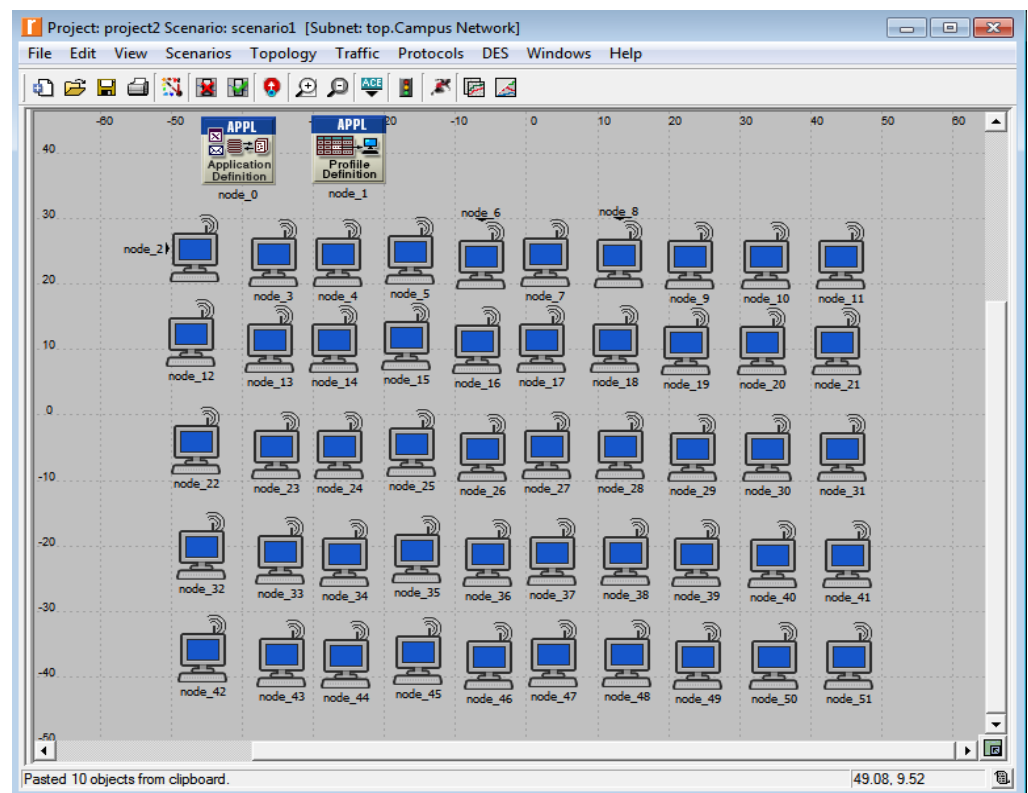 Project: project2 Scenario: scenario1 [Subnet: top.Campus Network]
File Edit View Scenarios Topology Traffic Protocols DES Windows Help
ACE
-60 -50 20 -10 0 10 20 30 40 50 60
40
APPL
Application
Definition
node_0
APPL
Profile
Definition
node_1
30
node_6 node_8
node_2
20
node_3 node_4 node_5 node_7 node_9 node_10 node_11
10
node_12 node_13 node_14 node_15 node_16 node_17 node_18 node_19 node_20 node_21
0
-10
node_22 node_23 node_24 node_25 node_26 node_27 node_28 node_29 node_30 node_31
-20
node_32 node_33 node_34 node_35 node_36 node_37 node_38 node_39 node_40 node_41
-30
-40
node_42 node_43 node_44 node_45 node_46 node_47 node_48 node_49 node_50 node_51
-50
Pasted 10 objects from clipboard. 49.08, 9.52